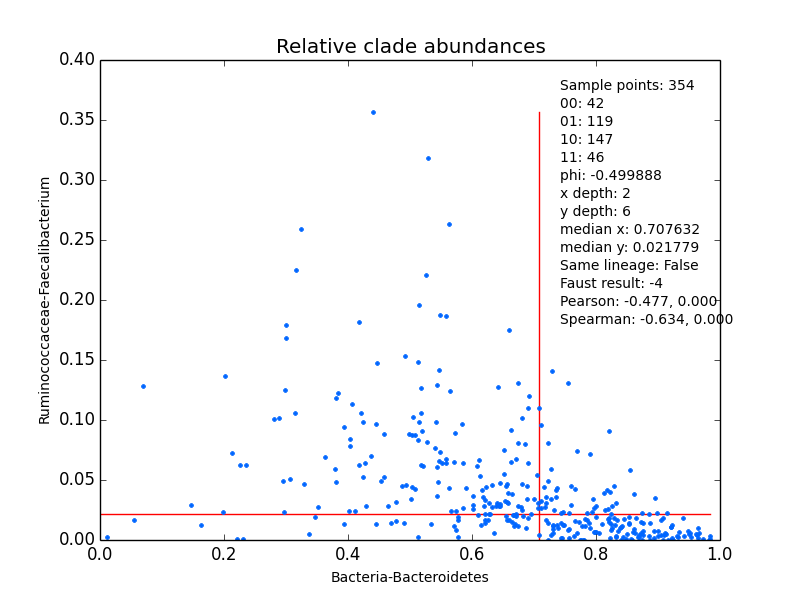 Relative clade abundances
0.40
0.35
0.30
0.25
0.20
0.15
0.10
0.05
0.00
Ruminococcaceae-Faecalibacterium
Sample points: 354
00: 42
01: 119
10: 147
11: 46
phi: -0.499888
x depth: 2
y depth: 6
median x: 0.707632
median y: 0.021779
Same lineage: False
Faust result: -4
Pearson: -0.477, 0.000
Spearman: -0.634, 0.000
0.0 0.2 0.4 0.6 0.8 1.0
Bacteria-Bacteroidetes